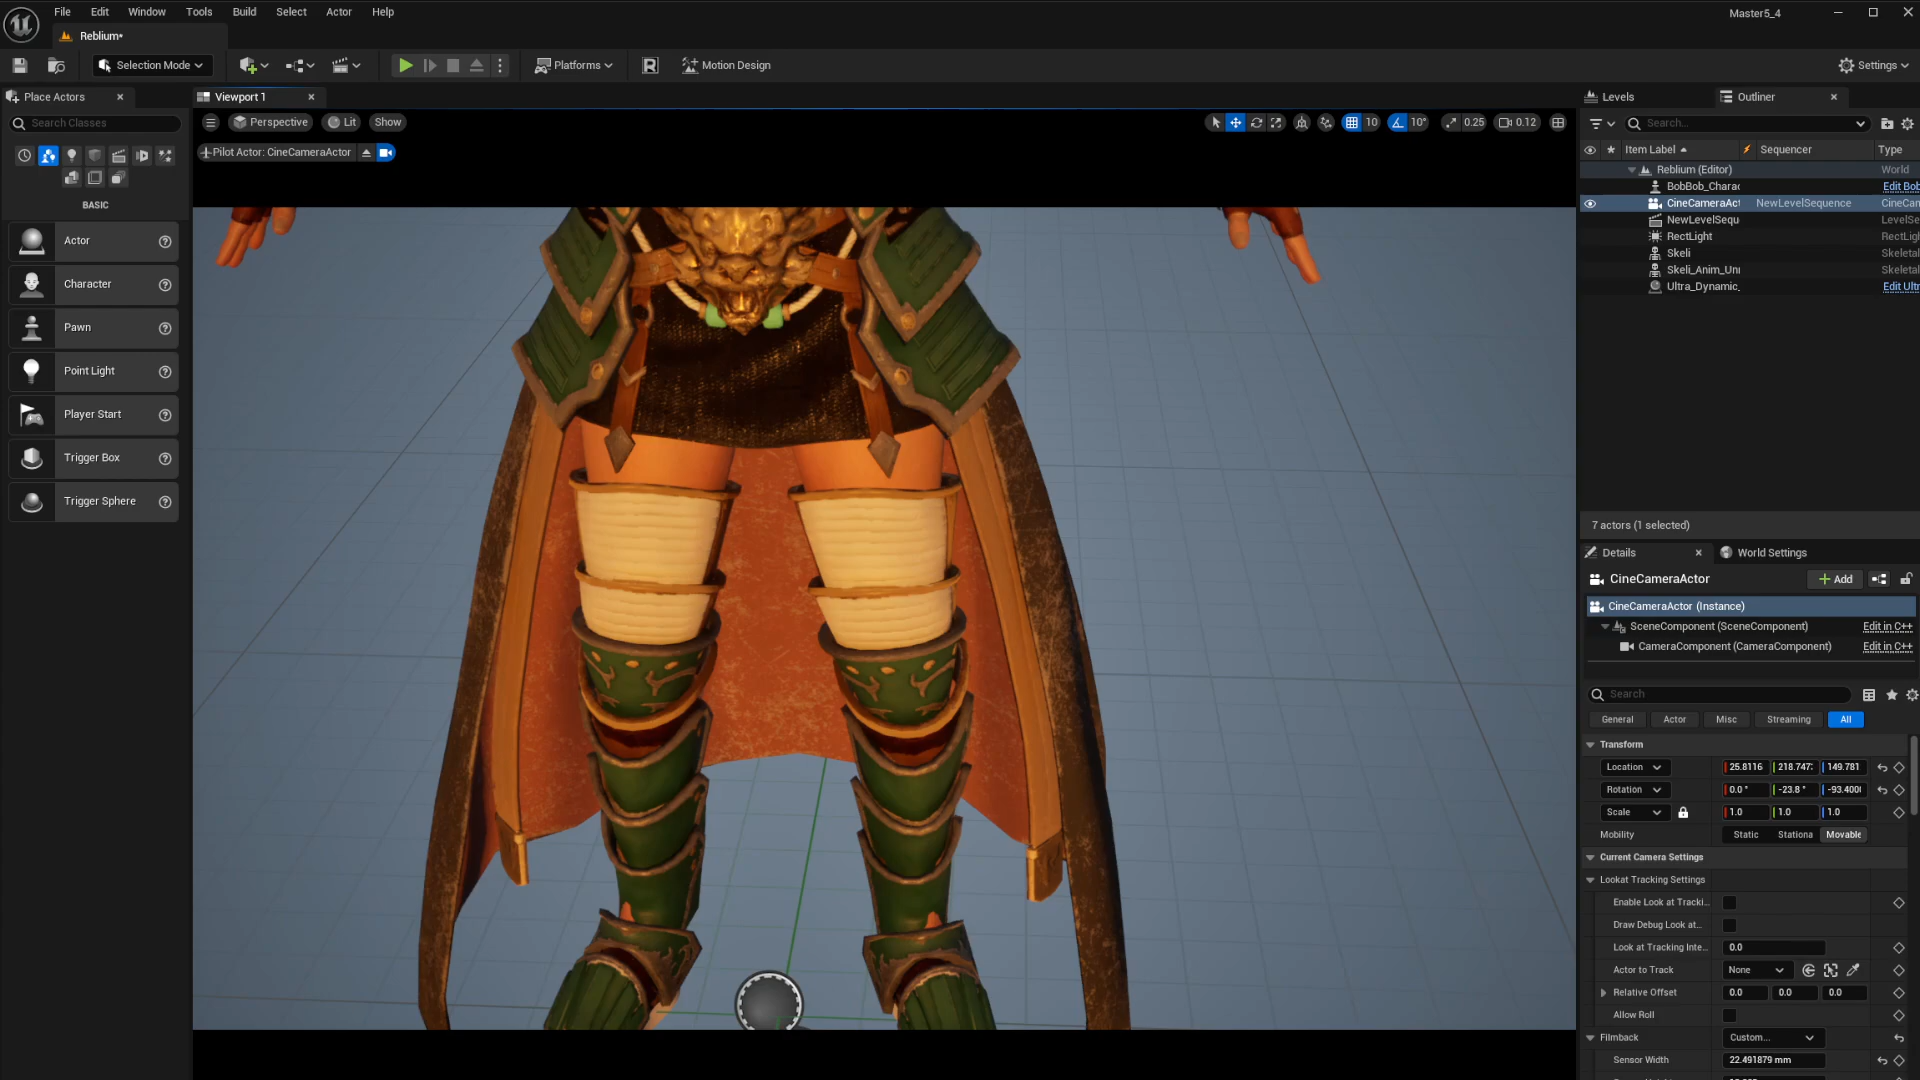 File Edit Window Tools Build Select Actor Help
Master5_4
Reblium•
Selection Mode
Platforms
Motion Design
Settings
Place Actors
Viewport 1
Levels
Outliner
Search Classes
Perspective
Lit
Show
10
10°
0.25
0.12
Search...
Pilot Actor: CineCameraActor
Item Label
Sequencer
Type
Reblium (Editor)
World
BobBob_Charac
Edit Bob
CineCameraAct
NewLevelSequence
CineCan
NewLevelSequ
LevelSe
RectLight
RectLig
Skeli
Skeletal
Skeli_Anim_Uni
Skeletal
Ultra_Dynamic_
Edit Ultr
BASIC
Actor
Character
Pawn
Point Light
Player Start
Trigger Box
Trigger Sphere
7 actors (1 selected)
Details
World Settings
CineCameraActor
Add
CineCameraActor (Instance)
SceneComponent (SceneComponent)
Edit in C++
CameraComponent (CameraComponent)
Edit in C++
Search
General
Actor
Misc
Streaming
All
Transform
Location
25.8116
218.747
149.781
Rotation
0.0 °
-23.8 °
-93.400
Scale
1.0
1.0
1.0
Mobility
Static
Stationa
Movable
Current Camera Settings
Lookat Tracking Settings
Enable Look at Tracki...
Draw Debug Look at...
Look at Tracking Inte...
0.0
Actor to Track
None
Relative Offset
0.0
0.0
0.0
Allow Roll
Filmback
Custom...
Sensor Width
22.491879 mm